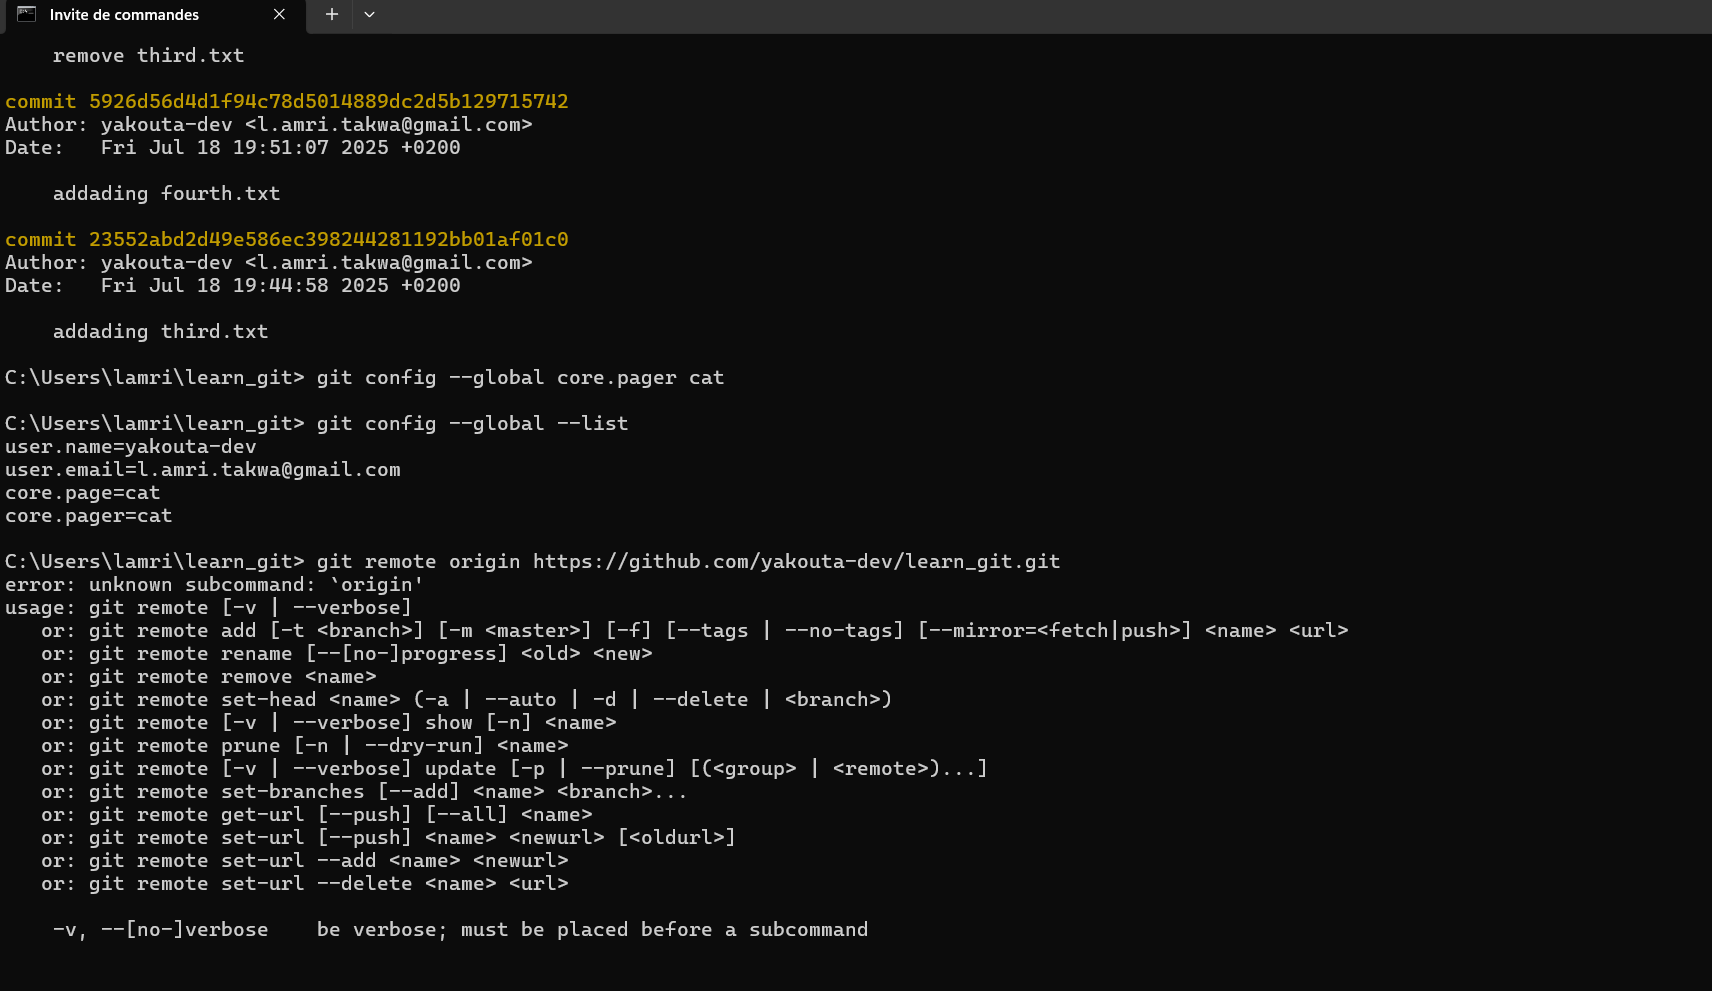 Invite de commandes
remove third.txt
commit 5926d56d4d1f94c78d5014889dc2d5b129715742
Author: yakouta-dev <l.amri.takwa@gmail.com>
Date:   Fri Jul 18 19:51:07 2025 +0200
addading fourth.txt
commit 23552abd2d49e586ec398244281192bb01af01c0
Author: yakouta-dev <l.amri.takwa@gmail.com>
Date:   Fri Jul 18 19:44:58 2025 +0200
addading third.txt
C:\Users\lamri\learn_git> git config --global core.pager cat
C:\Users\lamri\learn_git> git config --global --list
user.name=yakouta-dev
user.email=l.amri.takwa@gmail.com
core.page=cat
core.pager=cat
C:\Users\lamri\learn_git> git remote origin https://github.com/yakouta-dev/learn_git.git
error: unknown subcommand: `origin'
usage: git remote [-v | --verbose]
or: git remote add [-t <branch>] [-m <master>] [-f] [--tags | --no-tags] [--mirror=<fetch|push>] <name> <url>
or: git remote rename [--[no-]progress] <old> <new>
or: git remote remove <name>
or: git remote set-head <name> (-a | --auto | -d | --delete | <branch>)
or: git remote [-v | --verbose] show [-n] <name>
or: git remote prune [-n | --dry-run] <name>
or: git remote [-v | --verbose] update [-p | --prune] [(<group> | <remote>)...]
or: git remote set-branches [--add] <name> <branch>...
or: git remote get-url [--push] [--all] <name>
or: git remote set-url [--push] <name> <newurl> [<oldurl>]
or: git remote set-url --add <name> <newurl>
or: git remote set-url --delete <name> <url>
-v, --[no-]verbose    be verbose; must be placed before a subcommand